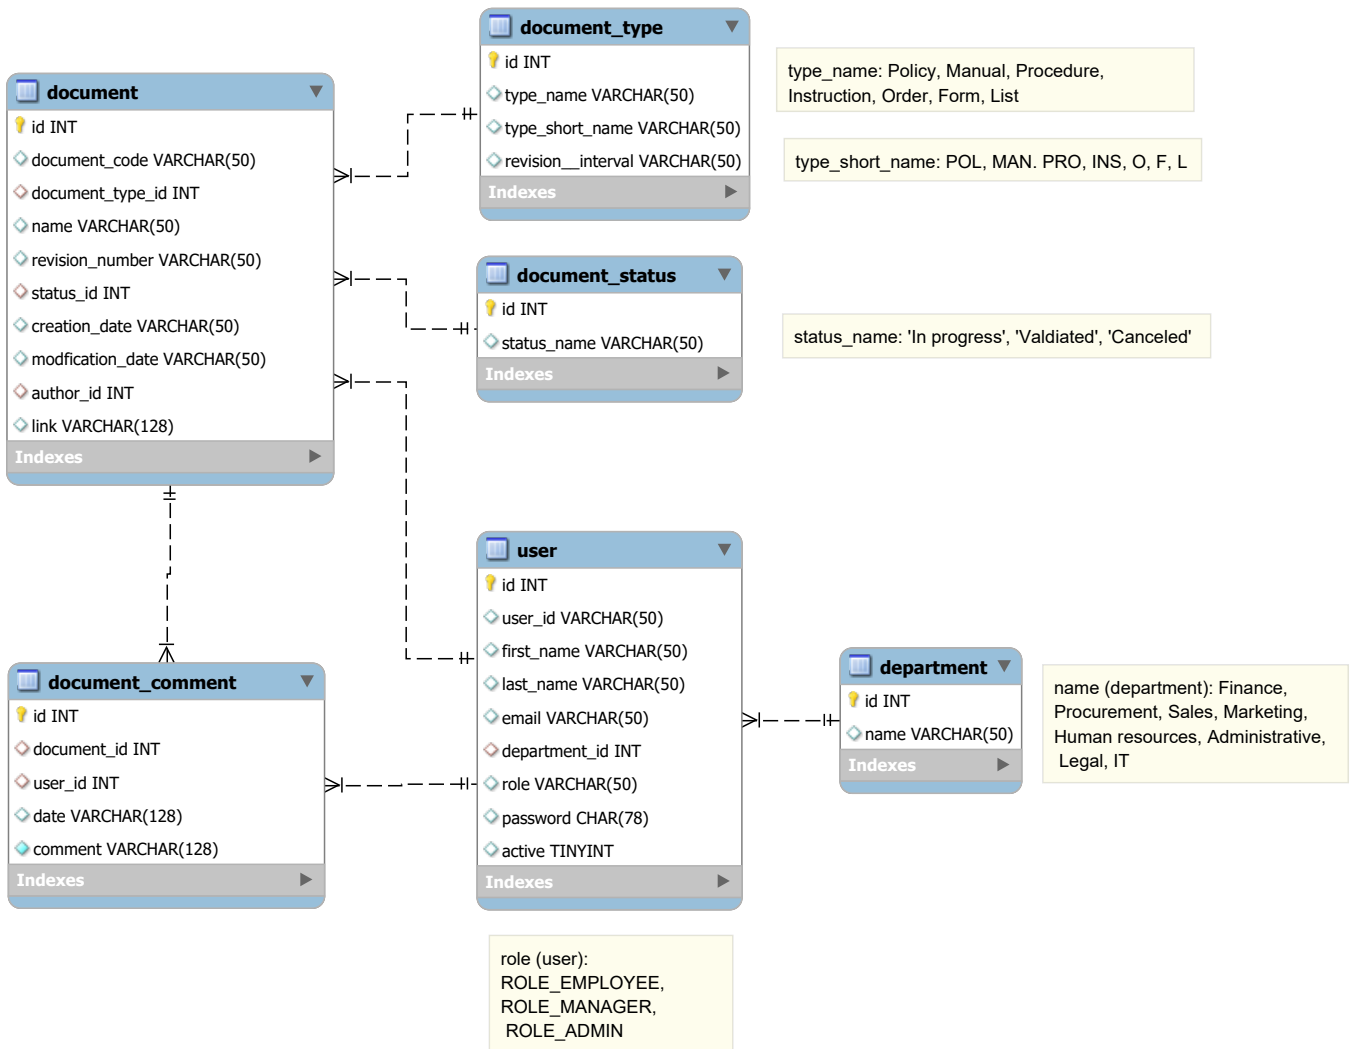 document_type
id INT
type_name VARCHAR(50)
type_short_name VARCHAR(50)
revision__interval VARCHAR(50)
Indexes
type_name: Policy, Manual, Procedure,
Instruction, Order, Form, List
type_short_name: POL, MAN. PRO, INS, O, F, L
document
id INT
document_code VARCHAR(50)
document_type_id INT
name VARCHAR(50)
revision_number VARCHAR(50)
status_id INT
creation_date VARCHAR(50)
modfication_date VARCHAR(50)
author_id INT
link VARCHAR(128)
Indexes
document_status
id INT
status_name VARCHAR(50)
Indexes
status_name: 'In progress', 'Valdiated', 'Canceled'
user
id INT
user_id VARCHAR(50)
first_name VARCHAR(50)
last_name VARCHAR(50)
email VARCHAR(50)
department_id INT
role VARCHAR(50)
password CHAR(78)
active TINYINT
Indexes
department
id INT
name VARCHAR(50)
Indexes
name (department): Finance,
Procurement, Sales, Marketing,
Human resources, Administrative,
Legal, IT
document_comment
id INT
document_id INT
user_id INT
date VARCHAR(128)
comment VARCHAR(128)
Indexes
role (user):
ROLE_EMPLOYEE,
ROLE_MANAGER,
ROLE_ADMIN